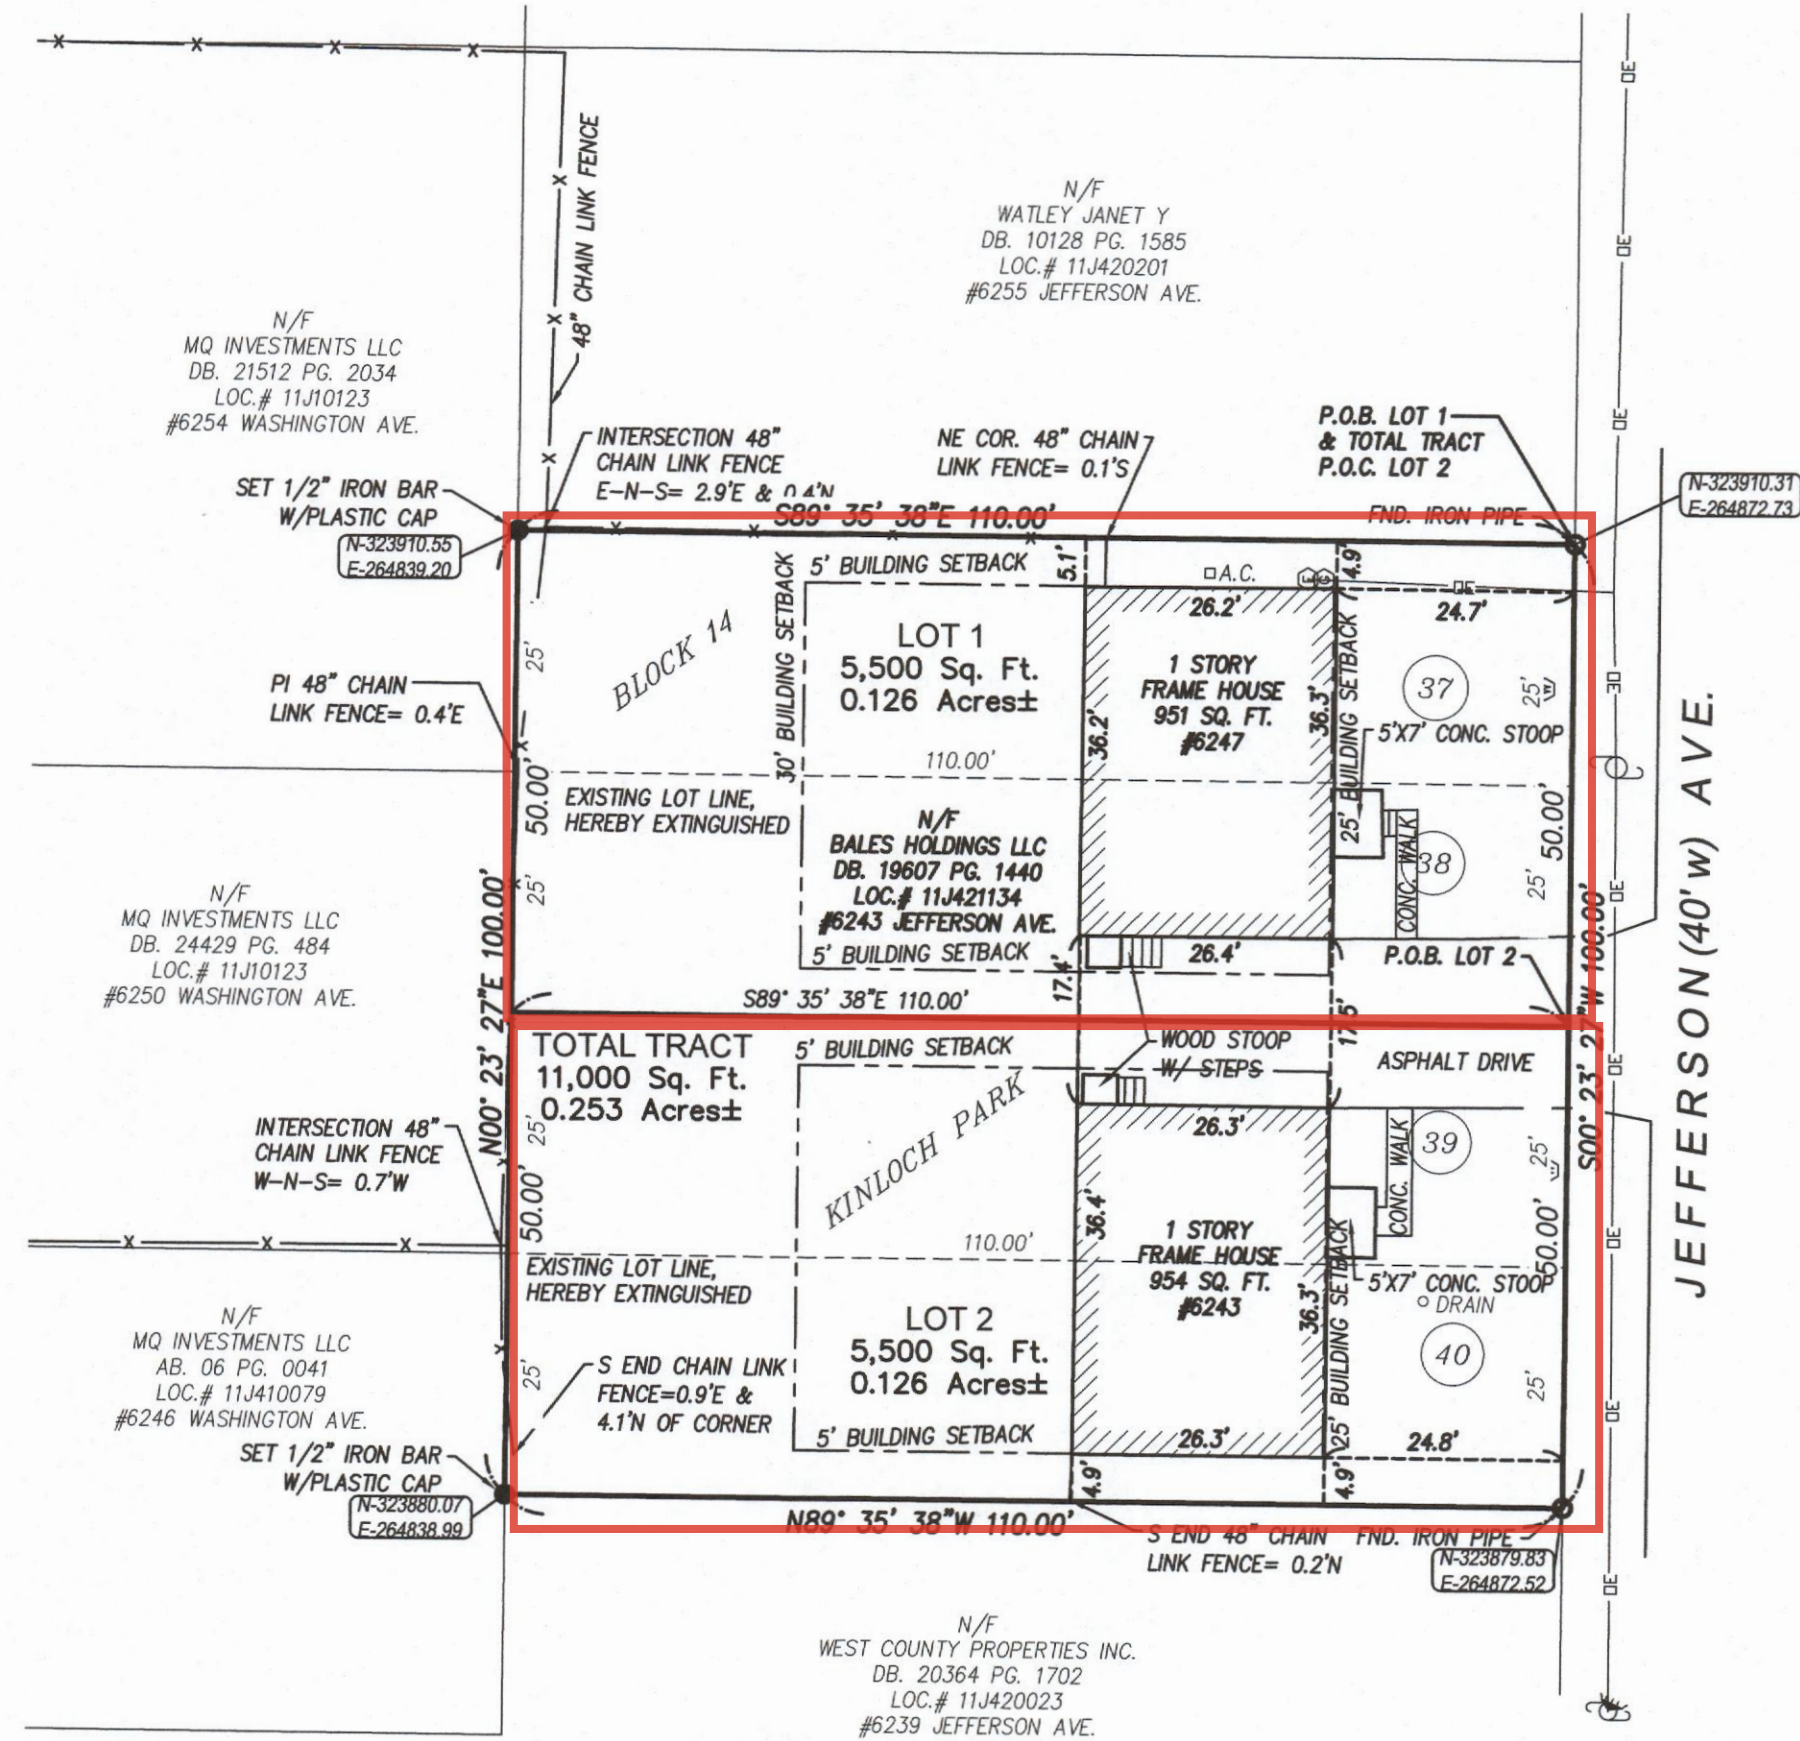 48" CHAIN LINK FENCE
N/F
WATLEY JANET Y
DB. 10128 PG. 1585
LOC.# 11J420201
#6255 JEFFERSON AVE.
N/F
MQ INVESTMENTS LLC
DB. 21512 PG. 2034
LOC.# 11J10123
#6254 WASHINGTON AVE.
INTERSECTION 48"
CHAIN LINK FENCE
E-N-S= 2.9'E & 0.4'N
NE COR. 48" CHAIN
LINK FENCE= 0.1'S
P.O.B. LOT 1
& TOTAL TRACT
P.O.C. LOT 2
SET 1/2" IRON BAR
W/PLASTIC CAP
N-323910.55
E-264839.20
N-323910.31
E-264872.73
S89° 35' 38"E 110.00'
FND. IRON PIPE
5' BUILDING SETBACK
30' BUILDING SETBACK
5.1'
A.C.
E
G
4.9'
OE
26.2'
24.7'
BLOCK 14
25'
LOT 1
5,500 Sq. Ft.
0.126 Acres±
1 STORY
FRAME HOUSE
951 SQ. FT.
#6247
36.2'
36.3'
25' BUILDING SETBACK
37
25'
W
5'X7' CONC. STOOP
PI 48" CHAIN
LINK FENCE= 0.4'E
110.00'
50.00'
EXISTING LOT LINE,
HEREBY EXTINGUISHED
N/F
BALES HOLDINGS LLC
DB. 19607 PG. 1440
LOC.# 11J421134
#6243 JEFFERSON AVE.
CONC. WALK
38
50.00'
25'
25'
5' BUILDING SETBACK
26.4'
P.O.B. LOT 2
17.4'
17.5'
N/F
MQ INVESTMENTS LLC
DB. 24429 PG. 484
LOC.# 11J10123
#6250 WASHINGTON AVE.
N00° 23' 27"E 100.00'
S00° 23' 27"W 100.00'
JEFFERSON(40'w) AVE.
S89° 35' 38"E 110.00'
TOTAL TRACT
11,000 Sq. Ft.
0.253 Acres±
5' BUILDING SETBACK
WOOD STOOP
W/ STEPS
ASPHALT DRIVE
26.3'
KINLOCH PARK
25'
50.00'
INTERSECTION 48"
CHAIN LINK FENCE
W-N-S= 0.7'W
36.4'
CONC. WALK
39
25'
W
110.00'
1 STORY
FRAME HOUSE
954 SQ. FT.
#6243
36.3'
25' BUILDING SETBACK
50.00'
5'X7' CONC. STOOP
DRAIN
EXISTING LOT LINE,
HEREBY EXTINGUISHED
LOT 2
5,500 Sq. Ft.
0.126 Acres±
40
25'
25'
N/F
MQ INVESTMENTS LLC
AB. 06 PG. 0041
LOC.# 11J410079
#6246 WASHINGTON AVE.
S END CHAIN LINK
FENCE=0.9'E &
4.1'N OF CORNER
5' BUILDING SETBACK
26.3'
24.8'
4.9'
4.9'
SET 1/2" IRON BAR
W/PLASTIC CAP
N-323880.07
E-264838.99
N89° 35' 38"W 110.00'
S END 48" CHAIN
LINK FENCE= 0.2'N
FND. IRON PIPE
N-323879.83
E-264872.52
N/F
WEST COUNTY PROPERTIES INC.
DB. 20364 PG. 1702
LOC.# 11J420023
#6239 JEFFERSON AVE.